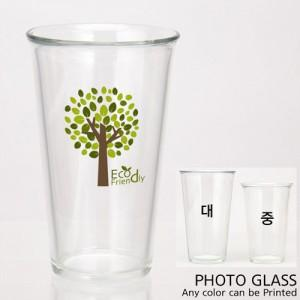 Eco
Friendly
대
중
PHOTO GLASS
Any color can be Printed